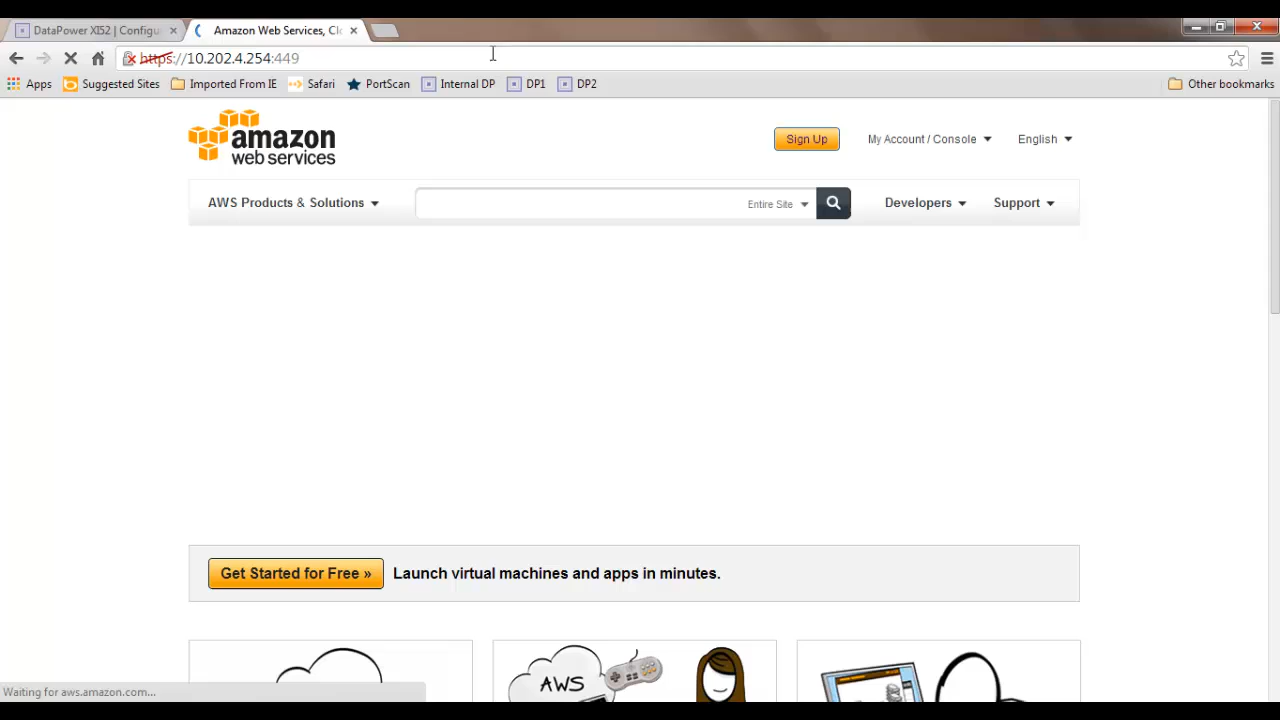 DataPower XI52 | Configu
Amazon Web Services, Clo
https://10.202.4.254:449
Apps
Suggested Sites
Imported From IE
Safari
PortScan
Internal DP
DP1
DP2
Other bookmarks
amazon
web services
Sign Up
My Account / Console
English
AWS Products & Solutions
Entire Site
Developers
Support
Get Started for Free »
Launch virtual machines and apps in minutes.
AWS
Waiting for aws.amazon.com...